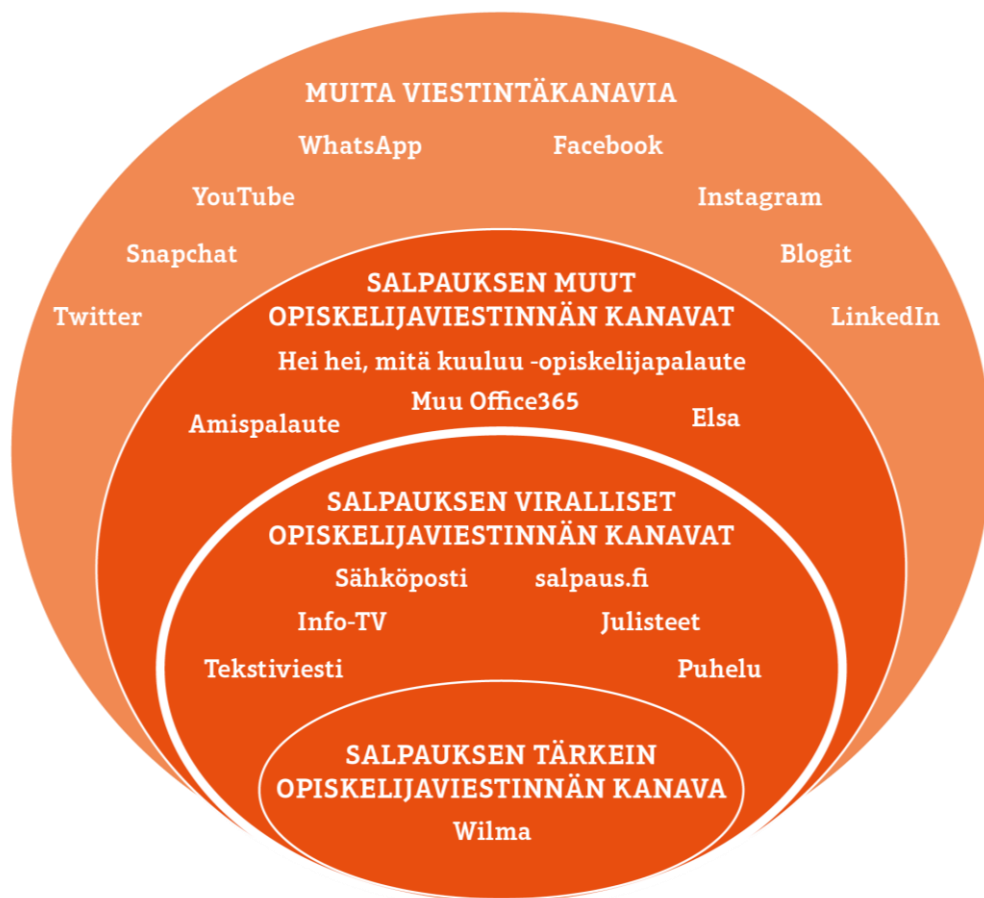 MUITA VIESTINTÄKANAVIA
WhatsApp Facebook
YouTube Instagram
Snapchat Blogit
Twitter LinkedIn
SALPAUKSEN MUUT
OPISKELIJAVIESTINNÄN KANAVAT
Hei hei, mitä kuuluu -opiskelijapalaute
Muu Office365
Amispalaute Elsa
SALPAUKSEN VIRALLISET
OPISKELIJAVIESTINNÄN KANAVAT
Sähköposti salpaus.fi
Info-TV Julisteet
Tekstiviesti Puhelu
SALPAUKSEN TÄRKEIN
OPISKELIJAVIESTINNÄN KANAVA
Wilma